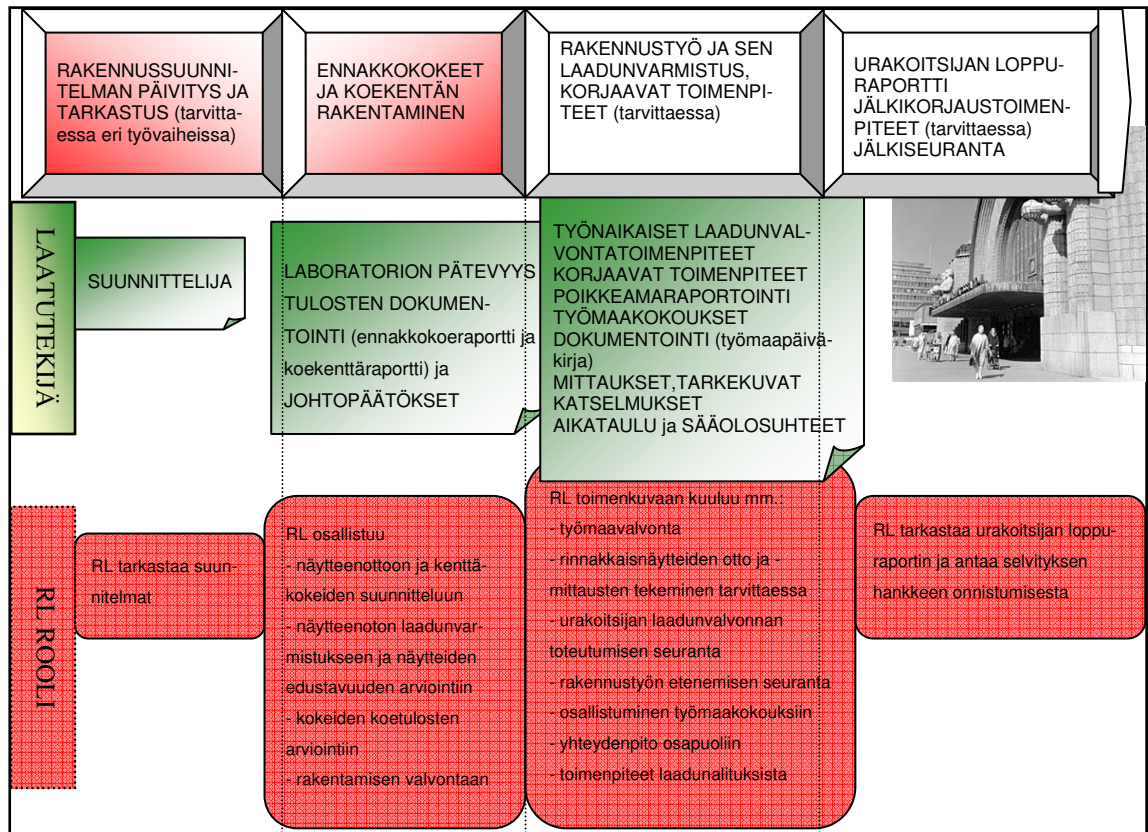 RAKENNUSSUUNNI-
TELMAN PÄIVITYS JA
TARKASTUS (tarvitta-
essa eri työvaiheissa)
ENNAKKOKOKEET
JA KOEKENTÄN
RAKENTAMINEN
RAKENNUSTYÖ JA SEN
LAADUNVARMISTUS,
KORJAAVAT TOIMENPI-
TEET (tarvittaessa)
URAKOITSIJAN LOPPU-
RAPORTTI
JÄLKIKORJAUSTOIMEN-
PITEET (tarvittaessa)
JÄLKISEURANTA
LAATUTEKIJÄ
SUUNNITTELIJA
LABORATORION PÄTEVYYS
TULOSTEN DOKUMEN-
TOINTI (ennakkokoeraportti ja
koekenttäraportti) ja
JOHTOPÄÄTÖKSET
TYÖNAIKAISET LAADUNVAL-
VONTATOIMENPITEET
KORJAAVAT TOIMENPITEET
POIKKEAMARAPORTOINTI
TYÖMAAKOKOUKSET
DOKUMENTOINTI (työmaapäivä-
kirja)
MITTAUKSET,TARKEKUVAT
KATSELMUKSET
AIKATAULU ja SÄÄOLOSUHTEET
RL ROOLI
RL tarkastaa suun-
nitelmat
RL osallistuu
- näytteenottoon ja kenttä-
kokeiden suunnitteluun
- näytteenoton laadunvar-
mistukseen ja näytteiden
edustavuuden arviointiin
- kokeiden koetulosten
arviointiin
- rakentamisen valvontaan
RL toimenkuvaan kuuluu mm.:
- työmaavalvonta
- rinnakkaisnäytteiden otto ja -
mittausten tekeminen tarvittaessa
- urakoitsijan laadunvalvonnan
toteutumisen seuranta
- rakennustyön etenemisen seuranta
- osallistuminen työmaakokouksiin
- yhteydenpito osapuoliin
- toimenpiteet laadunalituksista
RL tarkastaa urakoitsijan loppu-
raportin ja antaa selvityksen
hankkeen onnistumisesta